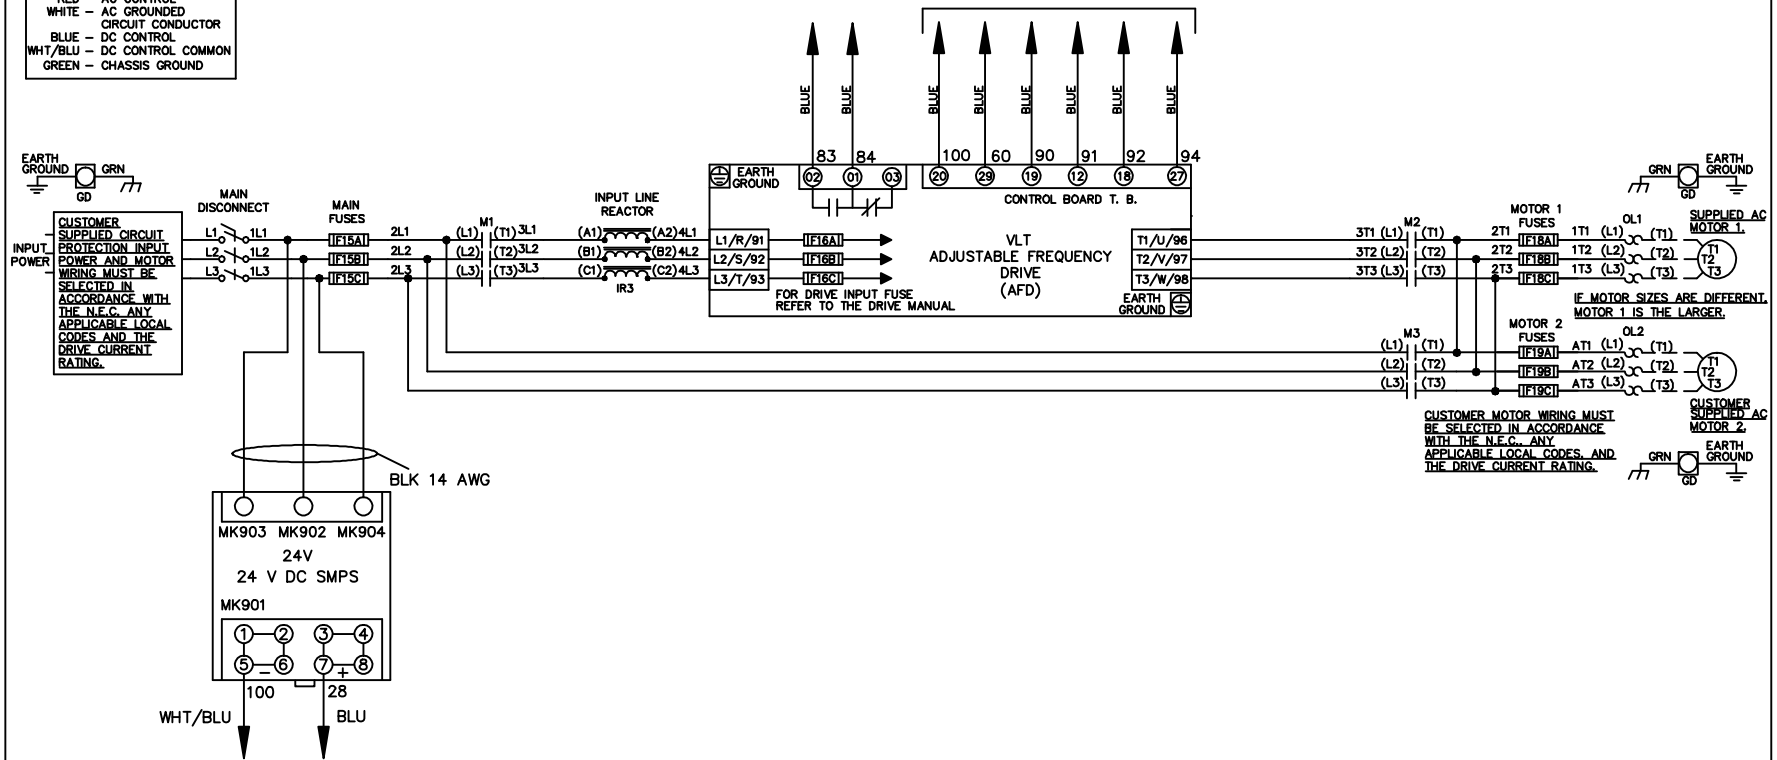 WHITE – AC GROUNDED
CIRCUIT CONDUCTOR
BLUE – DC CONTROL
WHT/BLU – DC CONTROL COMMON
GREEN – CHASSIS GROUND
BLUE
BLUE
BLUE
BLUE
BLUE
BLUE
BLUE
BLUE
83 84 100 60 90 91 92 94
EARTH
GROUND
GRN
GD
EARTH
GROUND
02 01 03 20 29 19 12 18 27
CONTROL BOARD T. B.
GRN
EARTH
GROUND
GD
MAIN
DISCONNECT
MAIN
FUSES
INPUT LINE
REACTOR
INPUT
POWER
CUSTOMER
SUPPLIED CIRCUIT
PROTECTION INPUT
POWER AND MOTOR
WIRING MUST BE
SELECTED IN
ACCORDANCE WITH
THE N.E.C. ANY
APPLICABLE LOCAL
CODES AND THE
DRIVE CURRENT
RATING.
M1
L1 1L1 F15A 2L1 (L1) (T1) 3L1 (A1) (A2) 4L1 L1/R/91 F16A
L2 1L2 F15B 2L2 (L2) (T2) 3L2 (B1) (B2) 4L2 L2/S/92 F16B
L3 1L3 F15C 2L3 (L3) (T3) 3L3 (C1) (C2) 4L3 L3/T/93 F16C
IR3
FOR DRIVE INPUT FUSE
REFER TO THE DRIVE MANUAL
VLT
ADJUSTABLE FREQUENCY
DRIVE
(AFD)
EARTH
GROUND
M2
MOTOR 1
FUSES
OL1
SUPPLIED AC
MOTOR 1.
T1/U/96 3T1 (L1) (T1) 2T1 F18A 1T1 (L1) (T1) T1
T2/V/97 3T2 (L2) (T2) 2T2 F18B 1T2 (L2) (T2) T2
T3/W/98 3T3 (L3) (T3) 2T3 F18C 1T3 (L3) (T3) T3
IF MOTOR SIZES ARE DIFFERENT,
MOTOR 1 IS THE LARGER.
M3
MOTOR 2
FUSES
OL2
(L1) (T1) F19A AT1 (L1) (T1) T1
(L2) (T2) F19B AT2 (L2) (T2) T2
(L3) (T3) F19C AT3 (L3) (T3) T3
CUSTOMER
SUPPLIED AC
MOTOR 2.
CUSTOMER MOTOR WIRING MUST
BE SELECTED IN ACCORDANCE
WITH THE N.E.C.. ANY
APPLICABLE LOCAL CODES, AND
THE DRIVE CURRENT RATING.
GRN
EARTH
GROUND
GD
BLK 14 AWG
MK903 MK902 MK904
24V
24 V DC SMPS
MK901
1 2 3 4
5 6 7 8
– +
100 28
WHT/BLU BLU